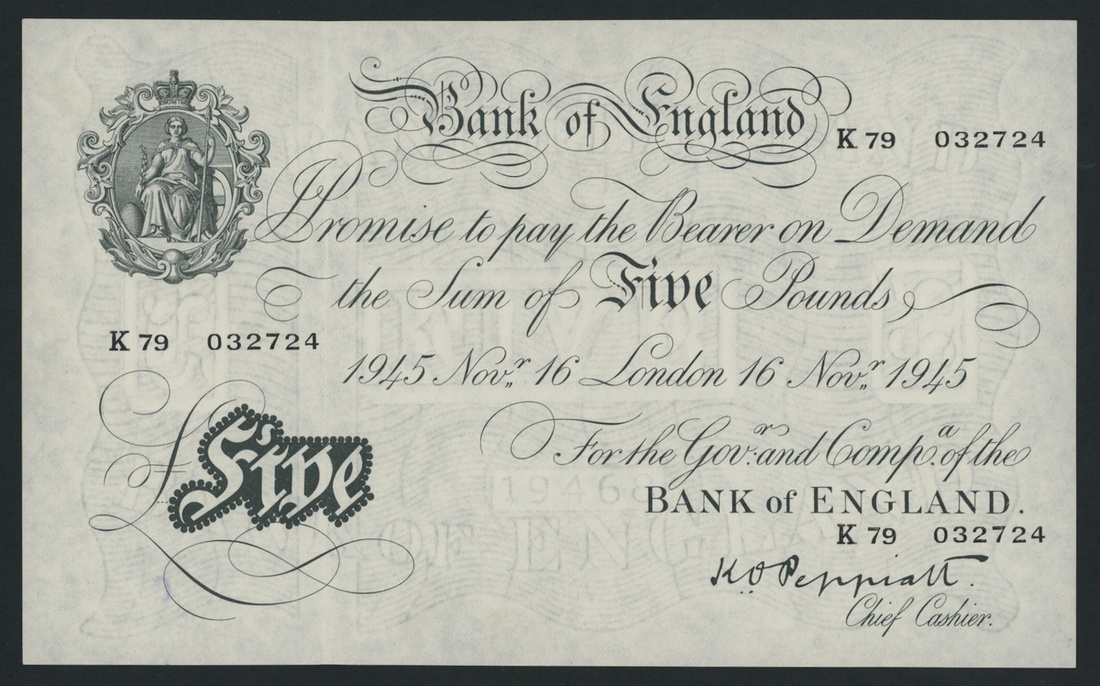 Bank of England
K 79 032724
I Promise to pay the Bearer on Demand
the Sum of Five Pounds
K 79 032724
1945 Novr. 16 London 16 Novr. 1945
£Five
For the Govr. and Compa. of the
BANK of ENGLAND.
K 79 032724
K O Peppiatt.
Chief Cashier.
OF ENGLAND